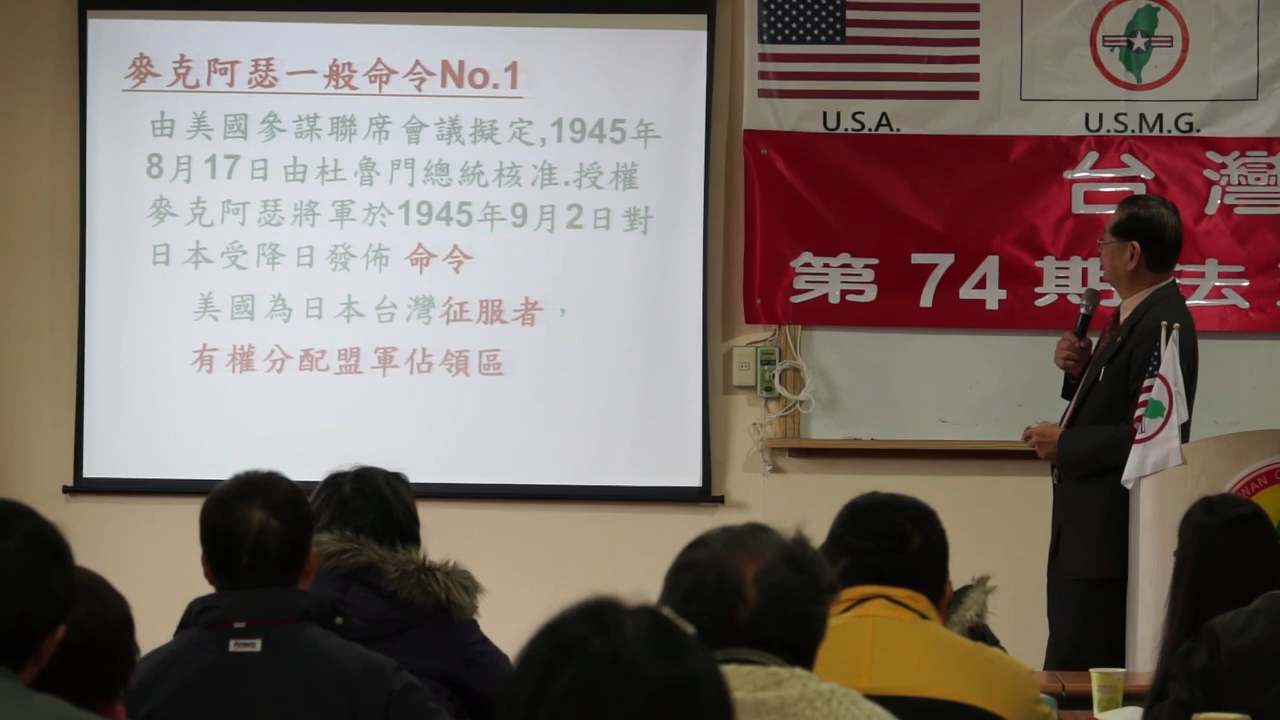 麥克阿瑟一般命令No.1
由美國參謀聯席會議擬定,1945年
8月17日由杜魯門總統核准.授權
麥克阿瑟將軍於1945年9月2日對
日本受降日發佈 命令
美國為日本台灣征服者，
有權分配盟軍佔領區
U.S.A.
U.S.M.G.
台灣
第74期法